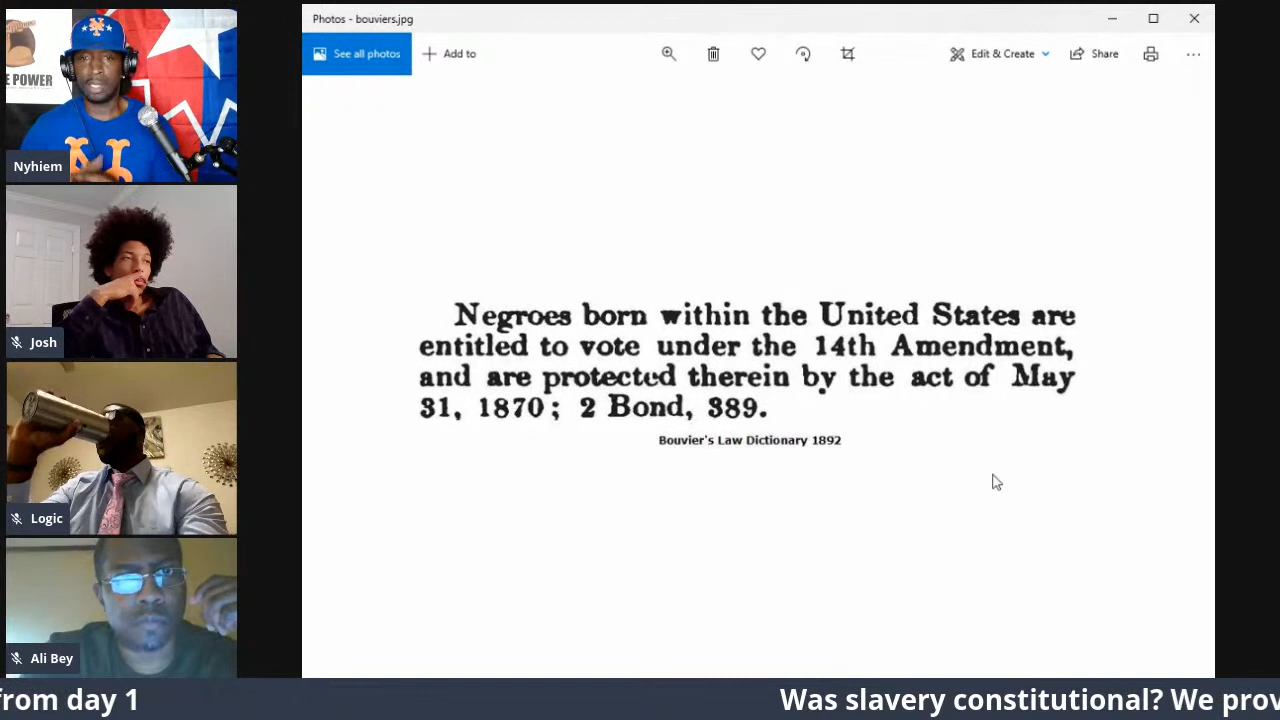 Photos - bouviers.jpg
See all photos
Add to
Edit & Create
Share
E POWER
Nyhiem
Josh
Logic
Ali Bey
Negroes born within the United States are
entitled to vote under the 14th Amendment,
and are protected therein by the act of May
31, 1870; 2 Bond, 389.
Bouvier's Law Dictionary 1892
from day 1
Was slavery constitutional? We prov